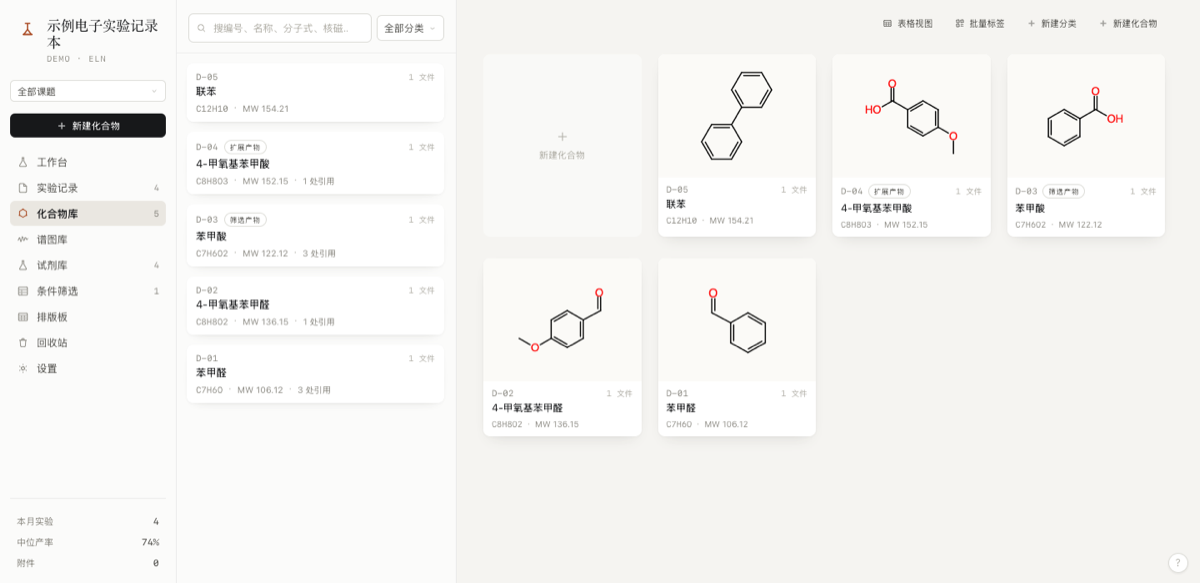 示例电子实验记录
本
DEMO · ELN
全部课题
+ 新建化合物
工作台
实验记录 4
化合物库 5
谱图库
试剂库 4
条件筛选 1
排版板
回收站
设置
本月实验 4
中位产率 74%
附件 0
搜编号、名称、分子式、核磁..
全部分类
D-05 1 文件
联苯
C12H10 · MW 154.21
D-04 扩展产物 1 文件
4-甲氧基苯甲酸
C8H8O3 · MW 152.15 · 1 处引用
D-03 筛选产物 1 文件
苯甲酸
C7H6O2 · MW 122.12 · 3 处引用
D-02 1 文件
4-甲氧基苯甲醛
C8H8O2 · MW 136.15 · 1 处引用
D-01 1 文件
苯甲醛
C7H6O · MW 106.12 · 3 处引用
表格视图
批量标签
+ 新建分类
+ 新建化合物
+
新建化合物
D-05 1 文件
联苯
C12H10 · MW 154.21
O
HO
O
D-04 扩展产物 1 文件
4-甲氧基苯甲酸
C8H8O3 · MW 152.15
O
OH
D-03 筛选产物 1 文件
苯甲酸
C7H6O2 · MW 122.12
O
O
D-02 1 文件
4-甲氧基苯甲醛
C8H8O2 · MW 136.15
O
D-01 1 文件
苯甲醛
C7H6O · MW 106.12
?